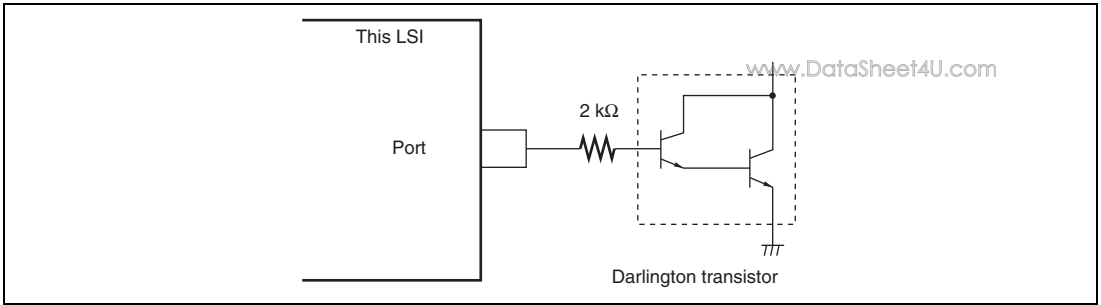 This LSI
www.DataSheet4U.com
2 kΩ
Port
Darlington transistor